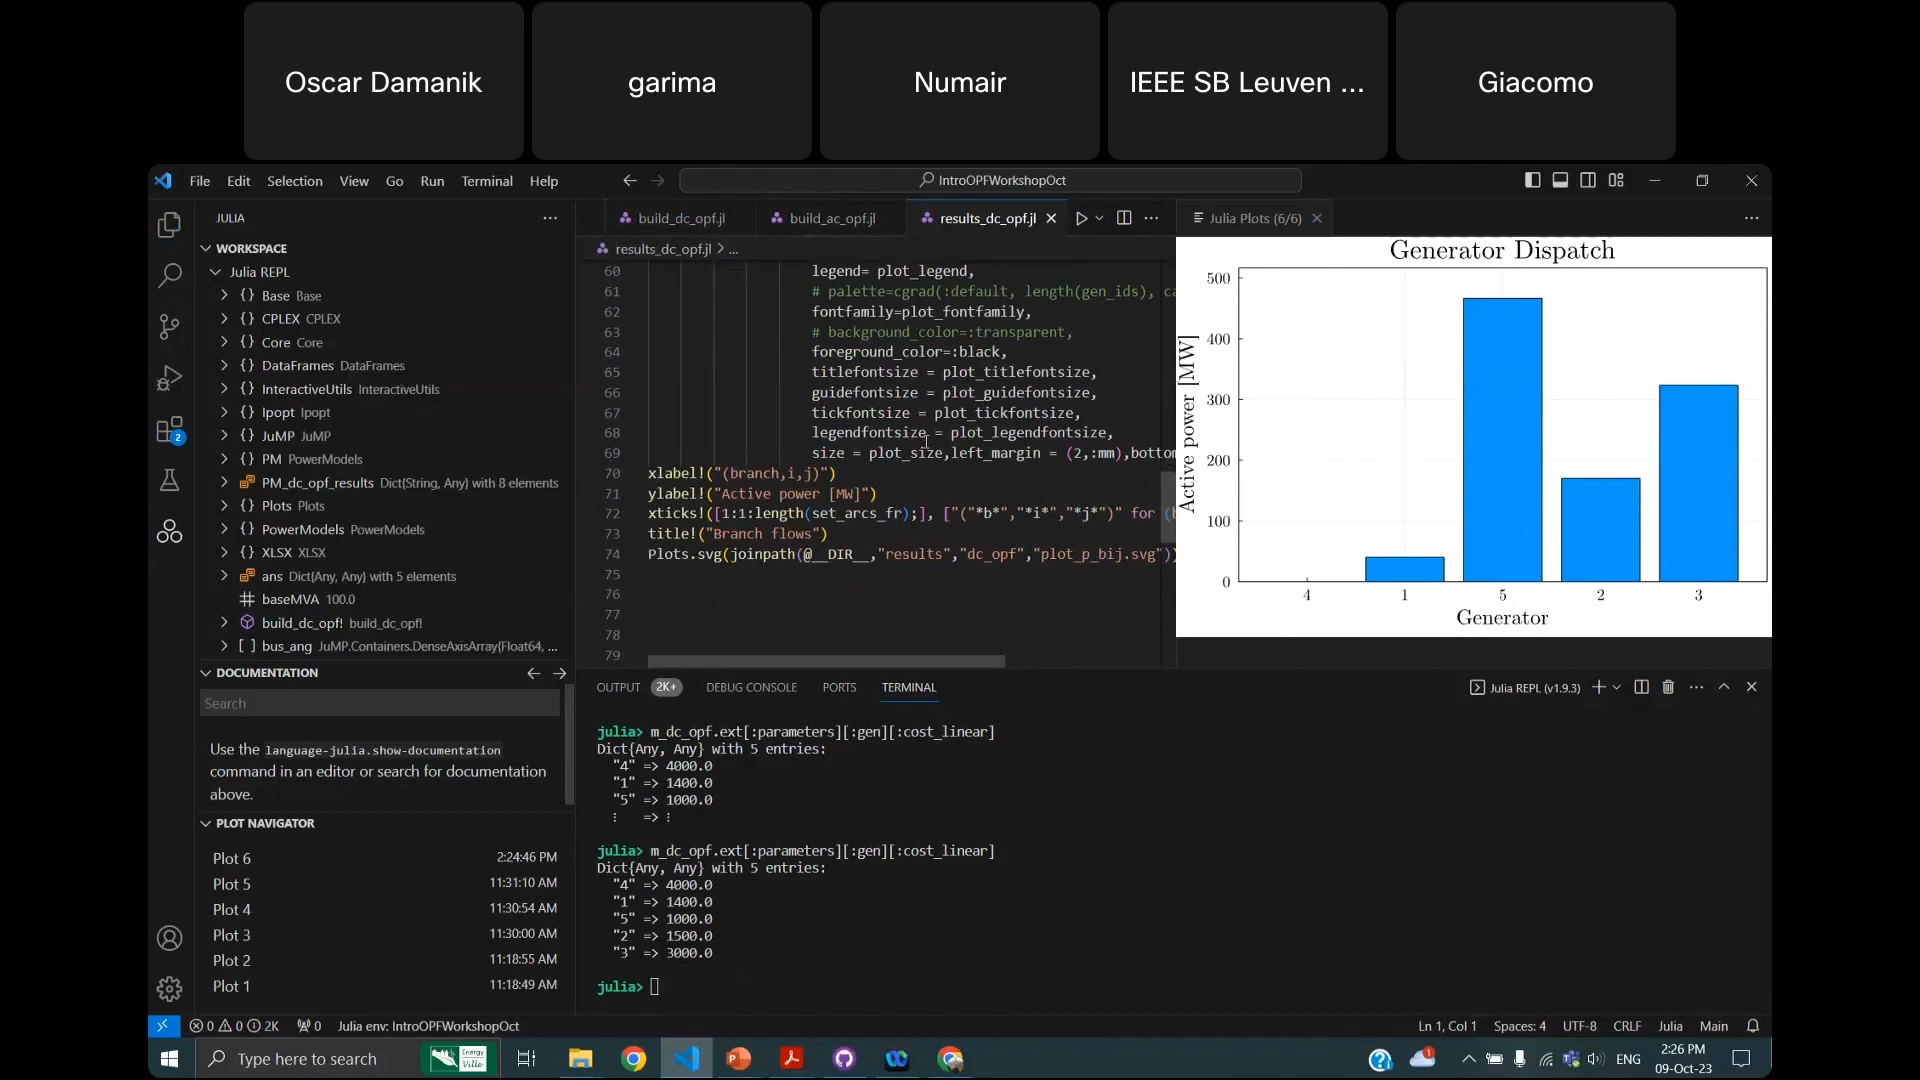 Oscar Damanik
garima
Numair
IEEE SB Leuven ...
Giacomo
File Edit Selection View Go Run Terminal Help
IntroOPFWorkshopOct
JULIA
build_dc_opf.jl
build_ac_opf.jl
results_dc_opf.jl
Julia Plots (6/6)
WORKSPACE
results_dc_opf.jl > ...
Julia REPL
Base Base
CPLEX CPLEX
Core Core
DataFrames DataFrames
InteractiveUtils InteractiveUtils
Ipopt Ipopt
JuMP JuMP
PM PowerModels
PM_dc_opf_results Dict{String, Any} with 8 elements
Plots Plots
PowerModels PowerModels
XLSX XLSX
ans Dict{Any, Any} with 5 elements
baseMVA 100.0
build_dc_opf! build_dc_opf!
bus_ang JuMP.Containers.DenseAxisArray{Float64, ...
60 legend= plot_legend,
61 # palette=cgrad(:default, length(gen_ids), ca
62 fontfamily=plot_fontfamily,
63 # background_color=:transparent,
64 foreground_color=:black,
65 titlefontsize = plot_titlefontsize,
66 guidefontsize = plot_guidefontsize,
67 tickfontsize = plot_tickfontsize,
68 legendfontsize = plot_legendfontsize,
69 size = plot_size,left_margin = (2,:mm),bottom
70 xlabel!("(branch,i,j)")
71 ylabel!("Active power [MW]")
72 xticks!([1:1:length(set_arcs_fr);], ["("*b*","*i*","*j*")" for (b
73 title!("Branch flows")
74 Plots.svg(joinpath(@__DIR__,"results","dc_opf","plot_p_bij.svg"))
75
76
77
78
79
Generator Dispatch
500
400
300
200
100
0
Active power [MW]
4 1 5 2 3
Generator
DOCUMENTATION
Search
Use the language-julia.show-documentation
command in an editor or search for documentation
above.
PLOT NAVIGATOR
Plot 6 2:24:46 PM
Plot 5 11:31:10 AM
Plot 4 11:30:54 AM
Plot 3 11:30:00 AM
Plot 2 11:18:55 AM
Plot 1 11:18:49 AM
OUTPUT 2K+ DEBUG CONSOLE PORTS TERMINAL
Julia REPL (v1.9.3)
julia> m_dc_opf.ext[:parameters][:gen][:cost_linear]
Dict{Any, Any} with 5 entries:
"4" => 4000.0
"1" => 1400.0
"5" => 1000.0
⋮ => ⋮
julia> m_dc_opf.ext[:parameters][:gen][:cost_linear]
Dict{Any, Any} with 5 entries:
"4" => 4000.0
"1" => 1400.0
"5" => 1000.0
"2" => 1500.0
"3" => 3000.0
julia>
2
0 0 2K 0 Julia env: IntroOPFWorkshopOct
Ln 1, Col 1 Spaces: 4 UTF-8 CRLF Julia Main
Type here to search
Energy
Ville
1
ENG
2:26 PM
09-Oct-23